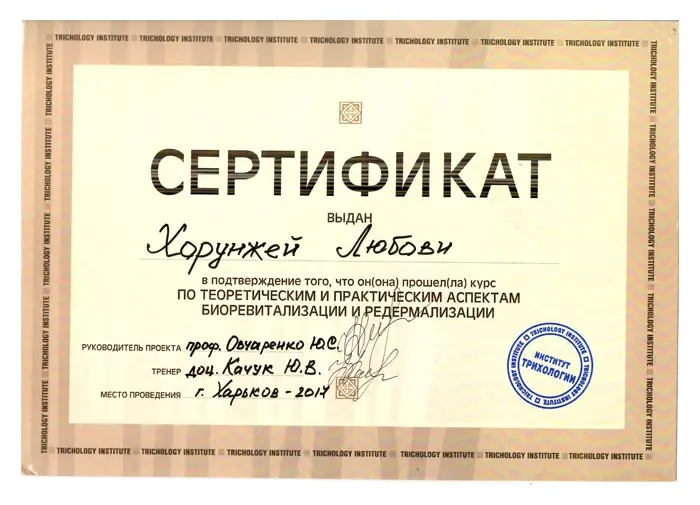 TRICHOLOGY INSTITUTE TRICHOLOGY INSTITUTE TRICHOLOGY INSTITUTE TRICHOLOGY INSTITUTE TRICHOLOGY INSTITUTE TRICHOLOGY INSTITUTE TRICHOLOGY INSTITUTE
СЕРТИФИКАТ
ВЫДАН
Хорунжей Любови
в подтверждение того, что он(она) прошел(ла) курс
ПО ТЕОРЕТИЧЕСКИМ И ПРАКТИЧЕСКИМ АСПЕКТАМ
БИОРЕВИТАЛИЗАЦИИ И РЕДЕРМАЛИЗАЦИИ
РУКОВОДИТЕЛЬ ПРОЕКТА проф. Овчаренко Ю.С.
ТРЕНЕР доц. Качук Ю.В.
МЕСТО ПРОВЕДЕНИЯ г. Харьков - 2017
TRICHOLOGY INSTITUTE TRICHOLOGY INSTITUTE
ИНСТИТУТ
ТРИХОЛОГИИ
TRICHOLOGY INSTITUTE TRICHOLOGY INSTITUTE TRICHOLOGY INSTITUTE TRICHOLOGY INSTITUTE TRICHOLOGY INSTITUTE TRICHOLOGY INSTITUTE TRICHOLOGY INSTITUTE